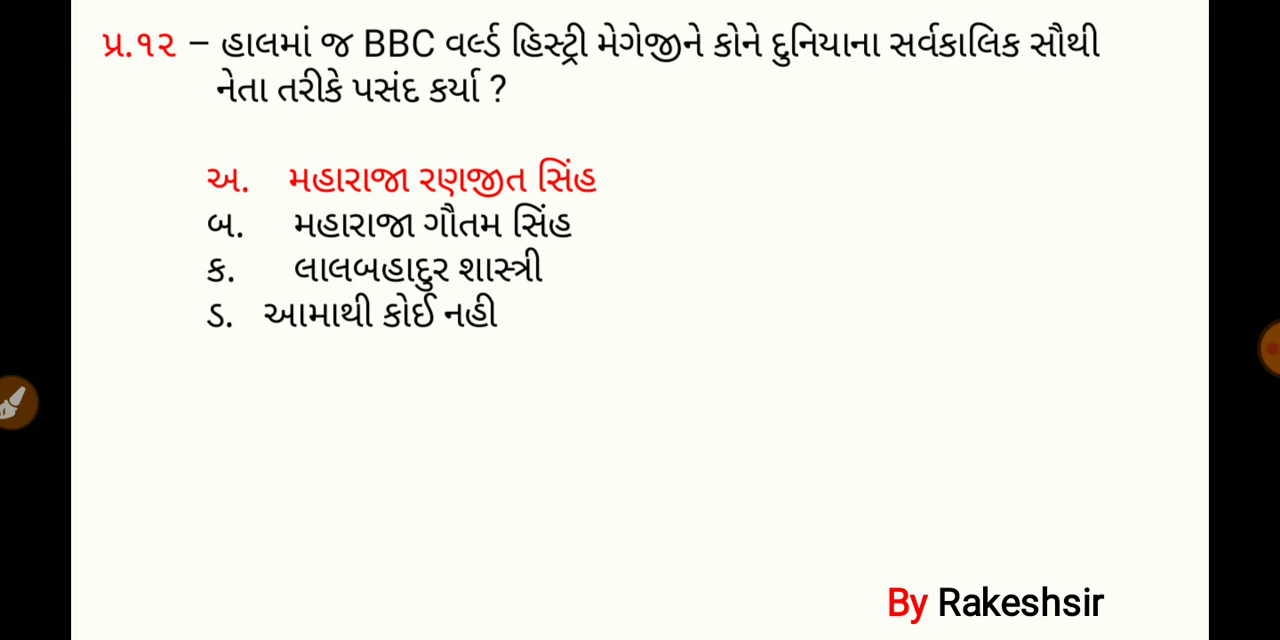 પ્ર.૧૨ – હાલમાં જ BBC વર્લ્ડ હિસ્ટ્રી મેગેજીને કોને દુનિયાના સર્વકાલિક સૌથી
નેતા તરીકે પસંદ કર્યા ?
અ. મહારાજા રણજીત સિંહ
બ. મહારાજા ગૌતમ સિંહ
ક. લાલબહાદુર શાસ્ત્રી
ડ. આમાથી કોઈ નહી
By Rakeshsir